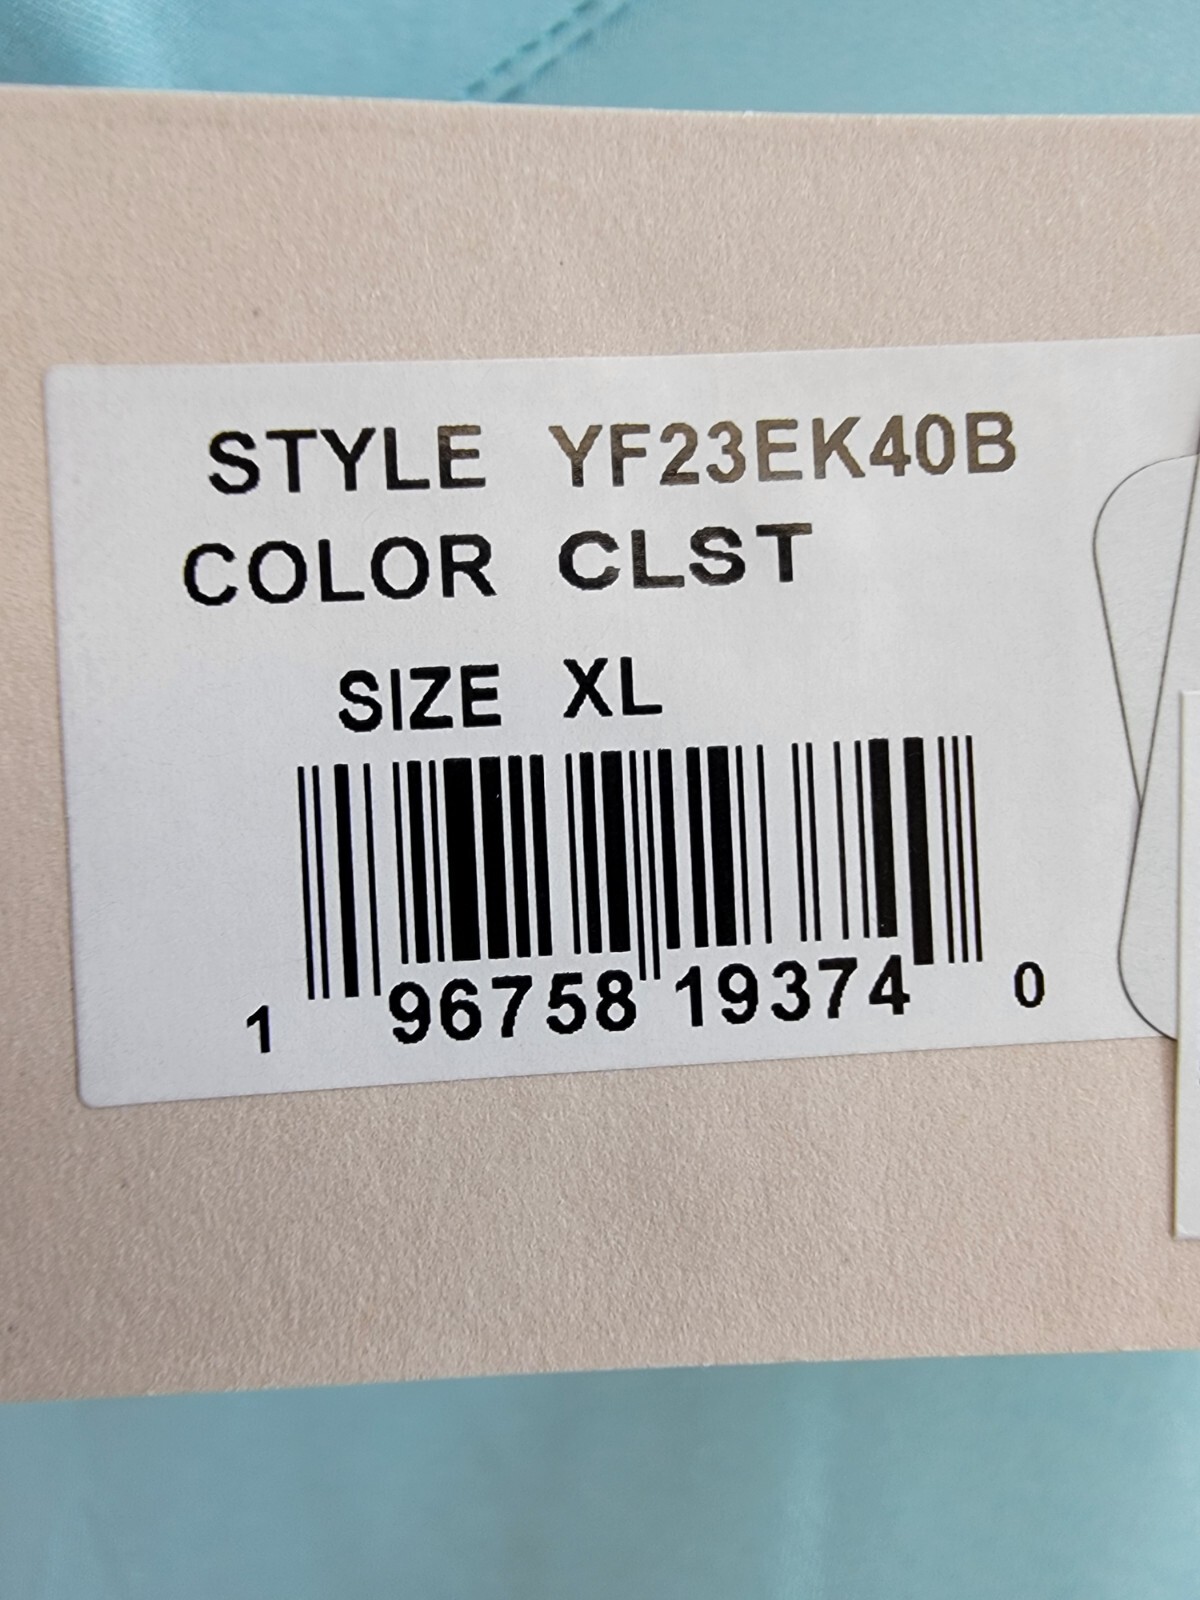 STYLE YF23EK40B
COLOR CLST
SIZE XL
1 96758 19374 0